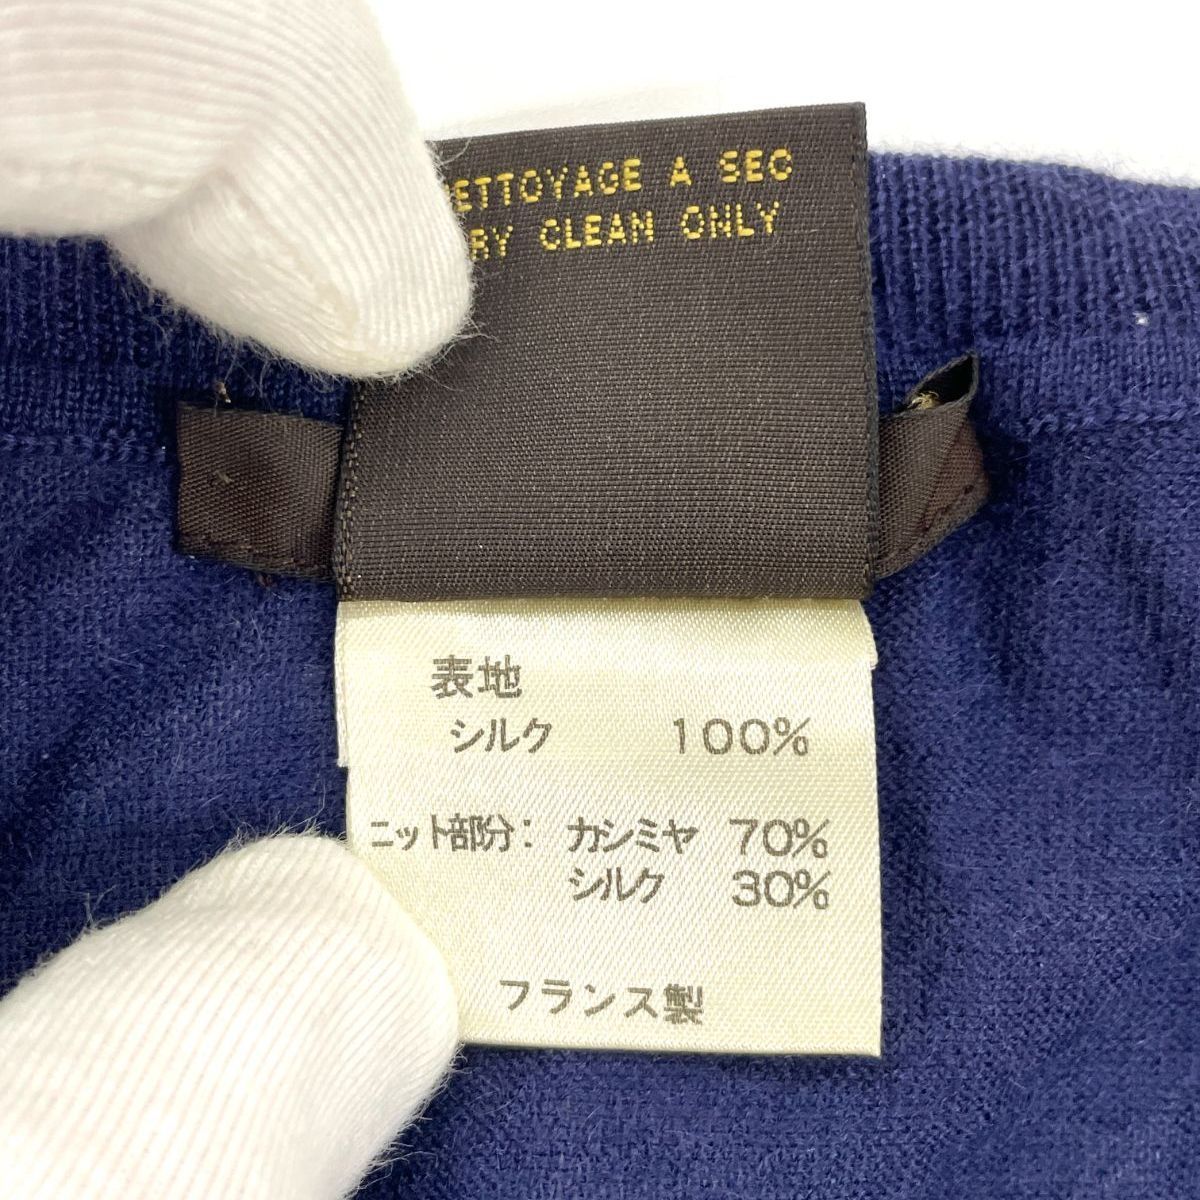 ETTOYAGE A SEC
RY CLEAN ONLY
表地
シルク 100%
ニット部分: カシミヤ 70%
シルク 30%
フランス製